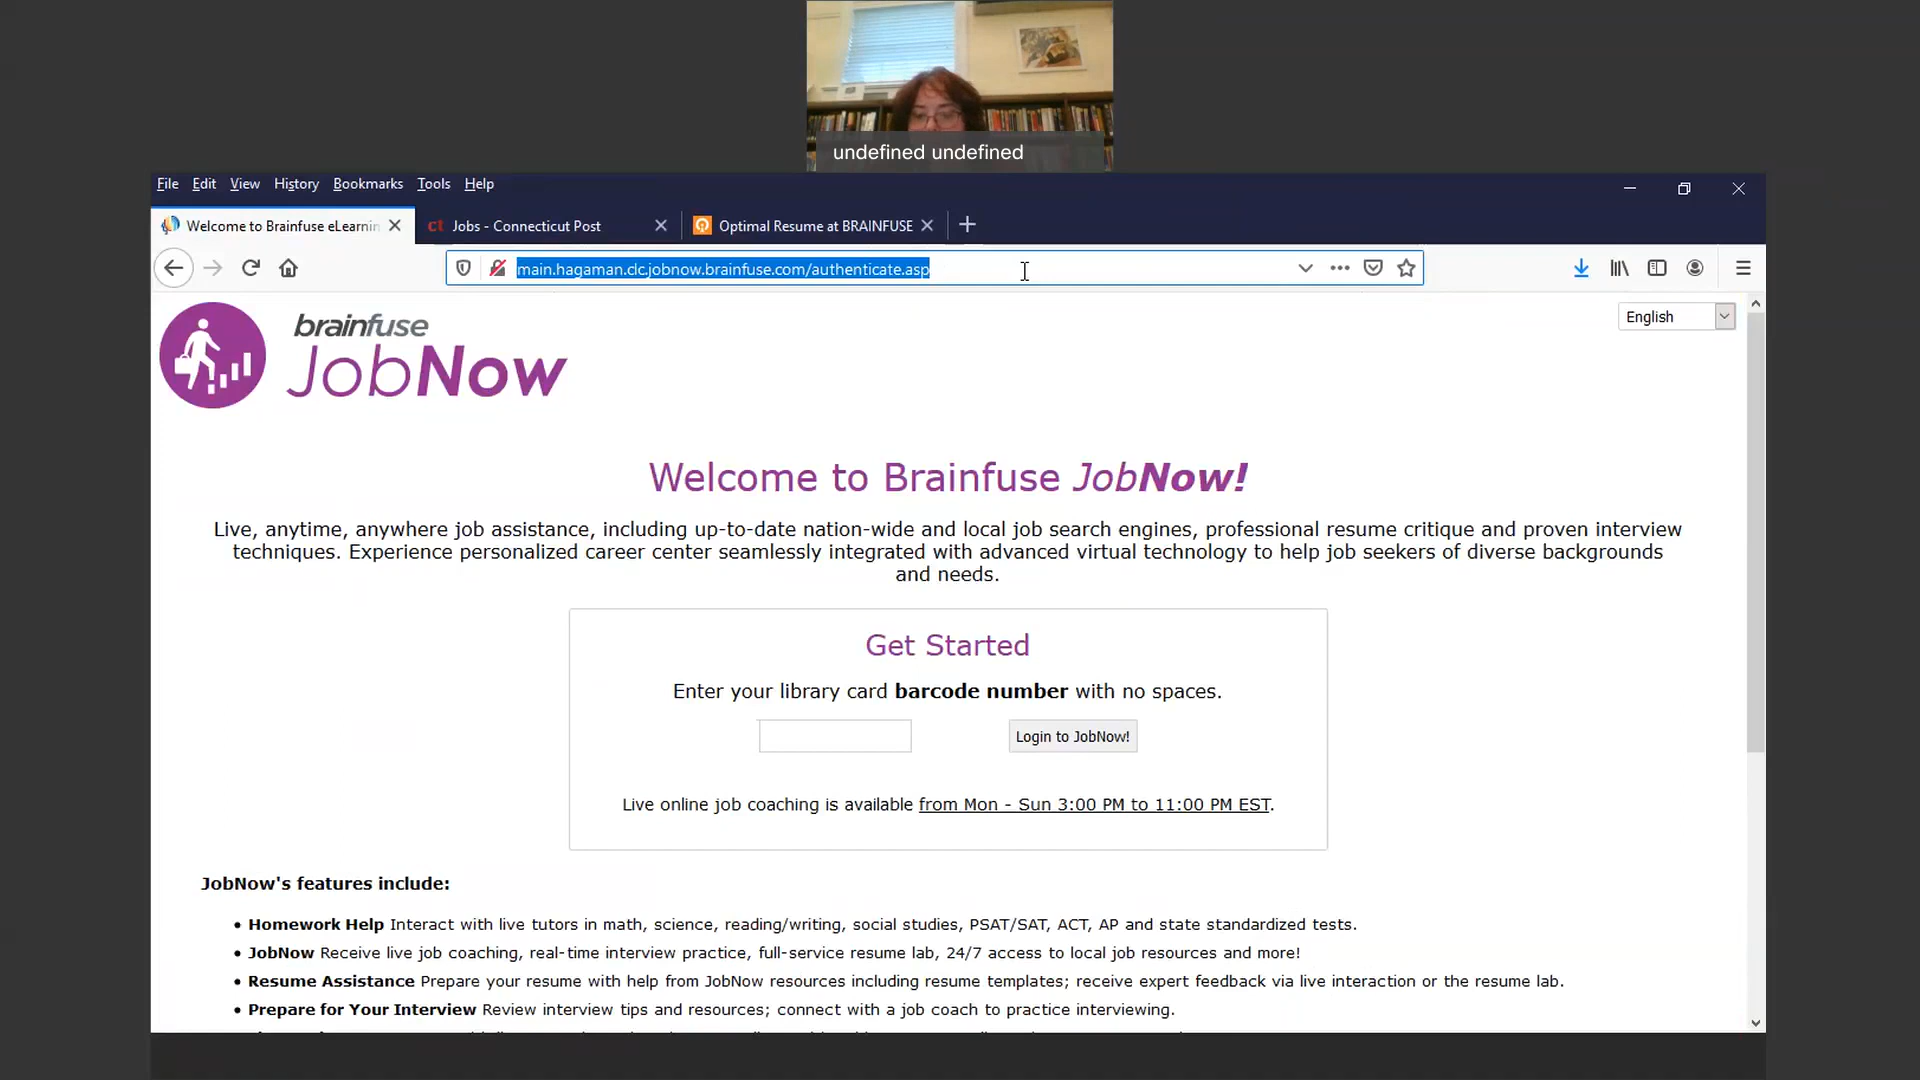 undefined undefined
File Edit View History Bookmarks Tools Help
Welcome to Brainfuse eLearnin
ct Jobs - Connecticut Post
Optimal Resume at BRAINFUSE
main.hagaman.clc.jobnow.brainfuse.com/authenticate.asp
English
brainfuse
JobNow
Welcome to Brainfuse JobNow!
Live, anytime, anywhere job assistance, including up-to-date nation-wide and local job search engines, professional resume critique and proven interview
techniques. Experience personalized career center seamlessly integrated with advanced virtual technology to help job seekers of diverse backgrounds
and needs.
Get Started
Enter your library card barcode number with no spaces.
Login to JobNow!
Live online job coaching is available from Mon - Sun 3:00 PM to 11:00 PM EST.
JobNow's features include:
• Homework Help Interact with live tutors in math, science, reading/writing, social studies, PSAT/SAT, ACT, AP and state standardized tests.
• JobNow Receive live job coaching, real-time interview practice, full-service resume lab, 24/7 access to local job resources and more!
• Resume Assistance Prepare your resume with help from JobNow resources including resume templates; receive expert feedback via live interaction or the resume lab.
• Prepare for Your Interview Review interview tips and resources; connect with a job coach to practice interviewing.